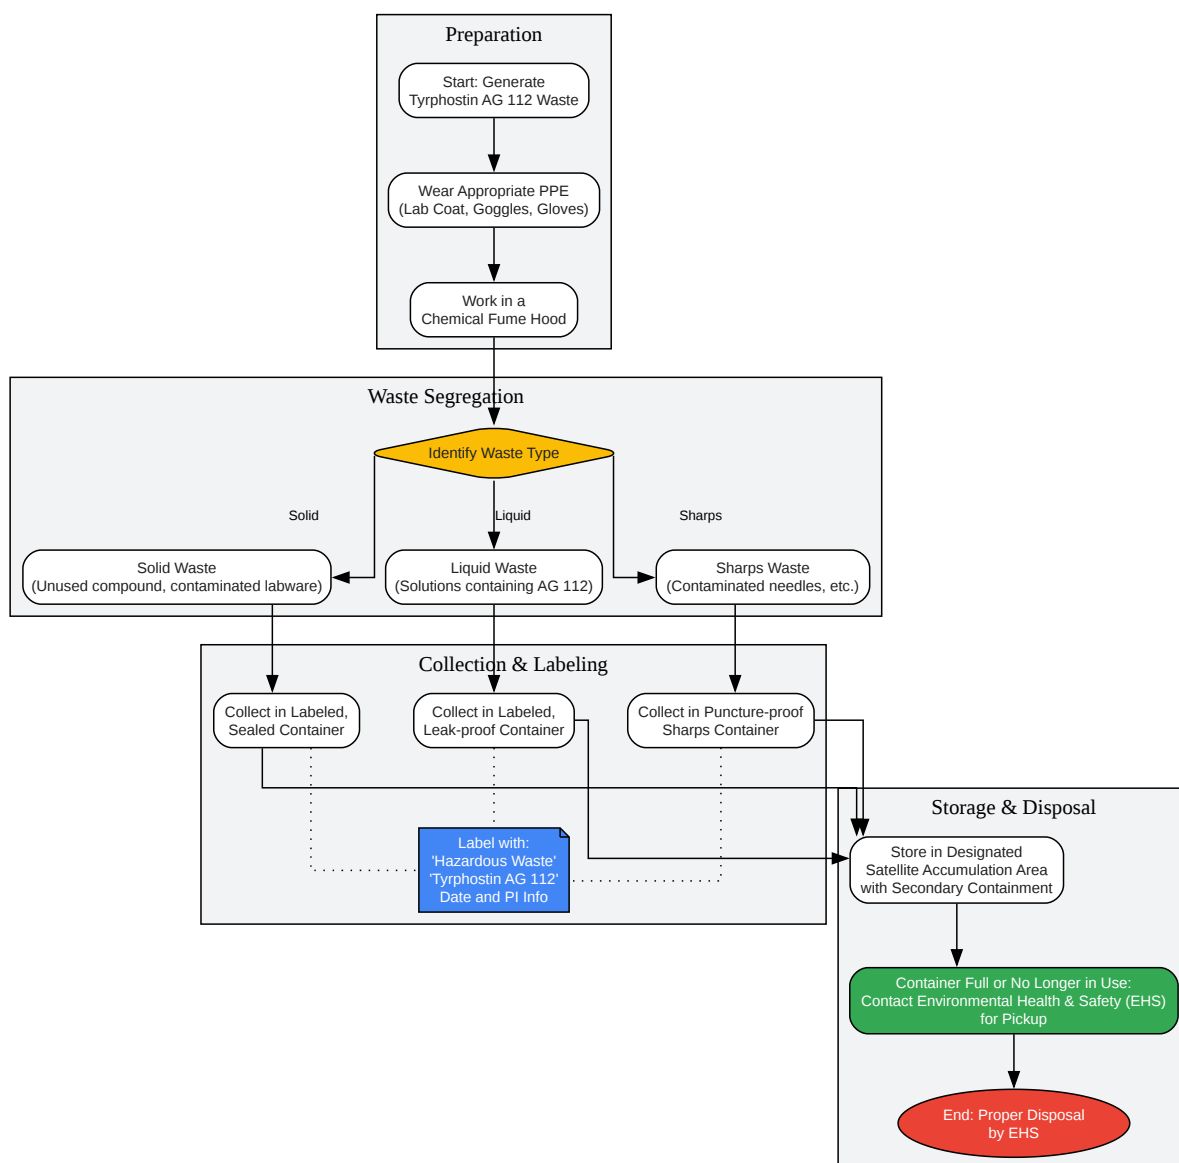 Preparation
Start: Generate
Tyrphostin AG 112 Waste
Wear Appropriate PPE
(Lab Coat, Goggles, Gloves)
Work in a
Chemical Fume Hood
Waste Segregation
Identify Waste Type
Solid
Liquid
Sharps
Solid Waste
(Unused compound, contaminated labware)
Liquid Waste
(Solutions containing AG 112)
Sharps Waste
(Contaminated needles, etc.)
Collection & Labeling
Collect in Labeled,
Sealed Container
Collect in Labeled,
Leak-proof Container
Collect in Puncture-proof
Sharps Container
Label with:
'Hazardous Waste'
'Tyrphostin AG 112'
Date and PI Info
Storage & Disposal
Store in Designated
Satellite Accumulation Area
with Secondary Containment
Container Full or No Longer in Use:
Contact Environmental Health & Safety (EHS)
for Pickup
End: Proper Disposal
by EHS